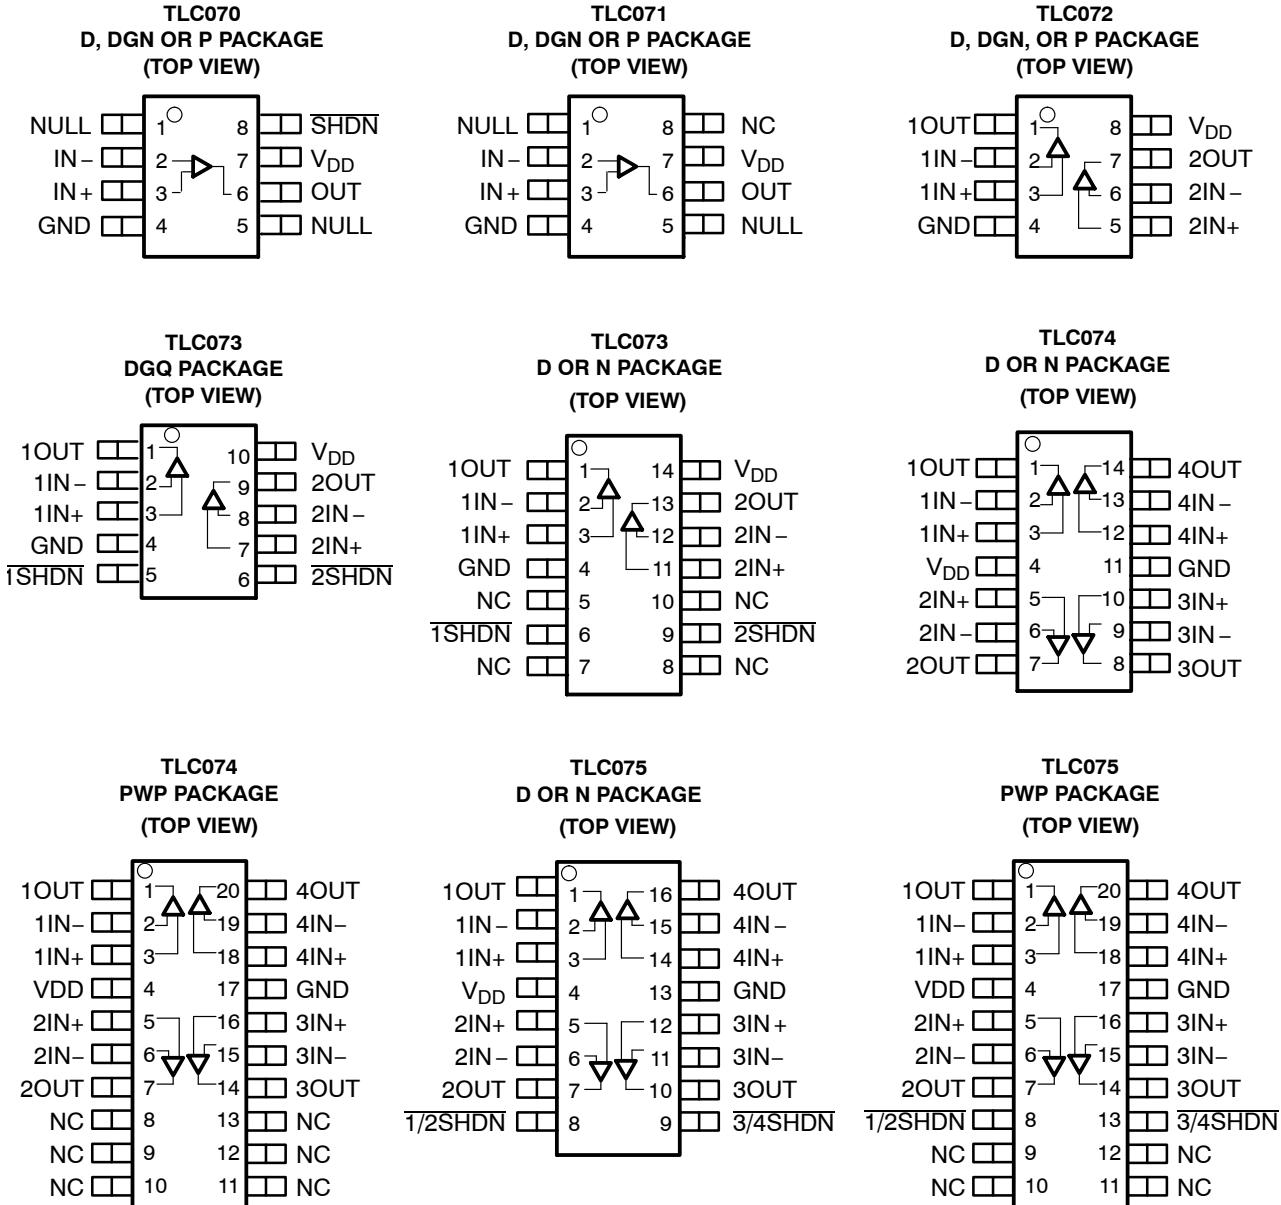 TLC070
D, DGN OR P PACKAGE
(TOP VIEW)
NULL 1 8 SHDN
IN− 2 7 VDD
IN+ 3 6 OUT
GND 4 5 NULL
TLC071
D, DGN OR P PACKAGE
(TOP VIEW)
NULL 1 8 NC
IN− 2 7 VDD
IN+ 3 6 OUT
GND 4 5 NULL
TLC072
D, DGN, OR P PACKAGE
(TOP VIEW)
1OUT 1 8 VDD
1IN− 2 7 2OUT
1IN+ 3 6 2IN−
GND 4 5 2IN+
TLC073
DGQ PACKAGE
(TOP VIEW)
1OUT 1 10 VDD
1IN− 2 9 2OUT
1IN+ 3 8 2IN−
GND 4 7 2IN+
1SHDN 5 6 2SHDN
TLC073
D OR N PACKAGE
(TOP VIEW)
1OUT 1 14 VDD
1IN− 2 13 2OUT
1IN+ 3 12 2IN−
GND 4 11 2IN+
NC 5 10 NC
1SHDN 6 9 2SHDN
NC 7 8 NC
TLC074
D OR N PACKAGE
(TOP VIEW)
1OUT 1 14 4OUT
1IN− 2 13 4IN−
1IN+ 3 12 4IN+
VDD 4 11 GND
2IN+ 5 10 3IN+
2IN− 6 9 3IN−
2OUT 7 8 3OUT
TLC074
PWP PACKAGE
(TOP VIEW)
1OUT 1 20 4OUT
1IN− 2 19 4IN−
1IN+ 3 18 4IN+
VDD 4 17 GND
2IN+ 5 16 3IN+
2IN− 6 15 3IN−
2OUT 7 14 3OUT
NC 8 13 NC
NC 9 12 NC
NC 10 11 NC
TLC075
D OR N PACKAGE
(TOP VIEW)
1OUT 1 16 4OUT
1IN− 2 15 4IN−
1IN+ 3 14 4IN+
VDD 4 13 GND
2IN+ 5 12 3IN+
2IN− 6 11 3IN−
2OUT 7 10 3OUT
1/2SHDN 8 9 3/4SHDN
TLC075
PWP PACKAGE
(TOP VIEW)
1OUT 1 20 4OUT
1IN− 2 19 4IN−
1IN+ 3 18 4IN+
VDD 4 17 GND
2IN+ 5 16 3IN+
2IN− 6 15 3IN−
2OUT 7 14 3OUT
1/2SHDN 8 13 3/4SHDN
NC 9 12 NC
NC 10 11 NC